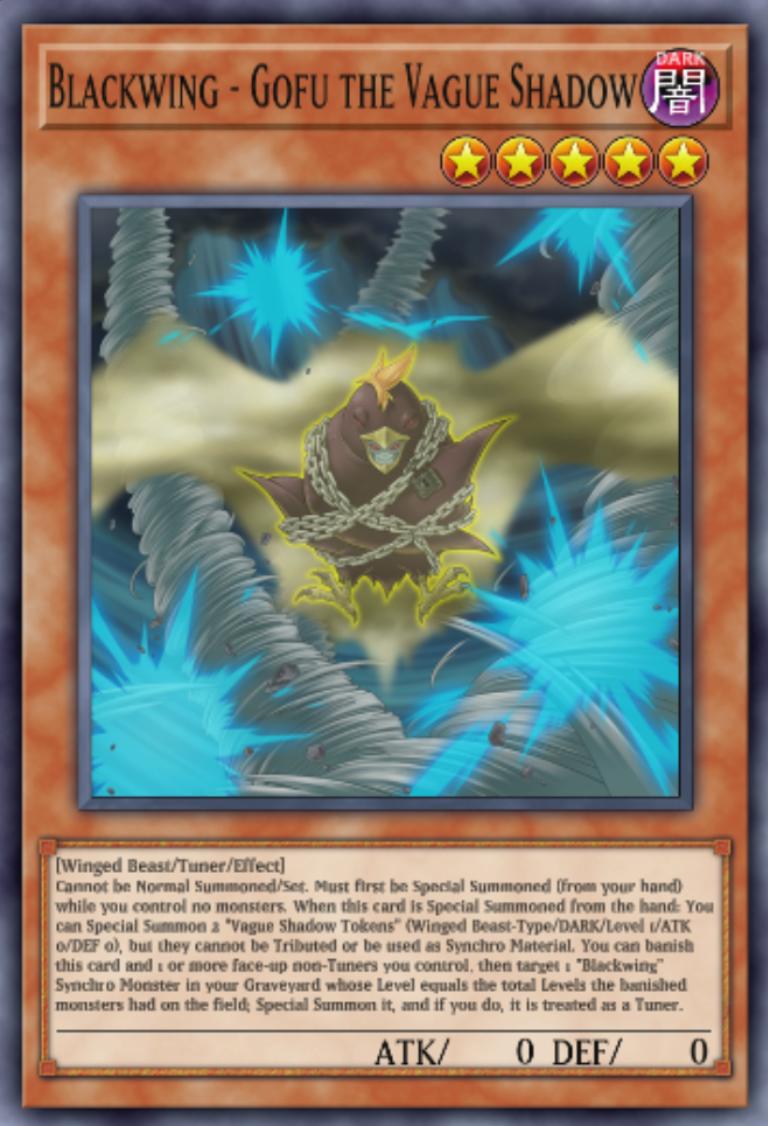 BLACKWING - GOFU THE VAGUE SHADOW
DARK
闇
[Winged Beast/Tuner/Effect]
Cannot be Normal Summoned/Set. Must first be Special Summoned (from your hand)
while you control no monsters. When this card is Special Summoned from the hand: You
can Special Summon 2 "Vague Shadow Tokens" (Winged Beast-Type/DARK/Level 1/ATK
0/DEF 0), but they cannot be Tributed or be used as Synchro Material. You can banish
this card and 1 or more face-up non-Tuners you control, then target 1 "Blackwing"
Synchro Monster in your Graveyard whose Level equals the total Levels the banished
monsters had on the field; Special Summon it, and if you do, it is treated as a Tuner.
ATK/ 0 DEF/ 0